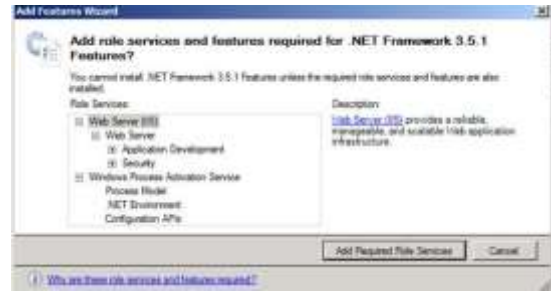 Add Features Wizard
Add role services and features required for .NET Framework 3.5.1
Features?
You cannot install .NET Framework 3.5.1 Features unless the required role services and features are also
installed.
Role Services:
Description:
Web Server (IIS)
Web Server
Application Development
Security
Windows Process Activation Service
Process Model
.NET Environment
Configuration APIs
Web Server (IIS) provides a reliable,
manageable, and scalable Web application
infrastructure.
Add Required Role Services
Cancel
Why are these role services and features required?